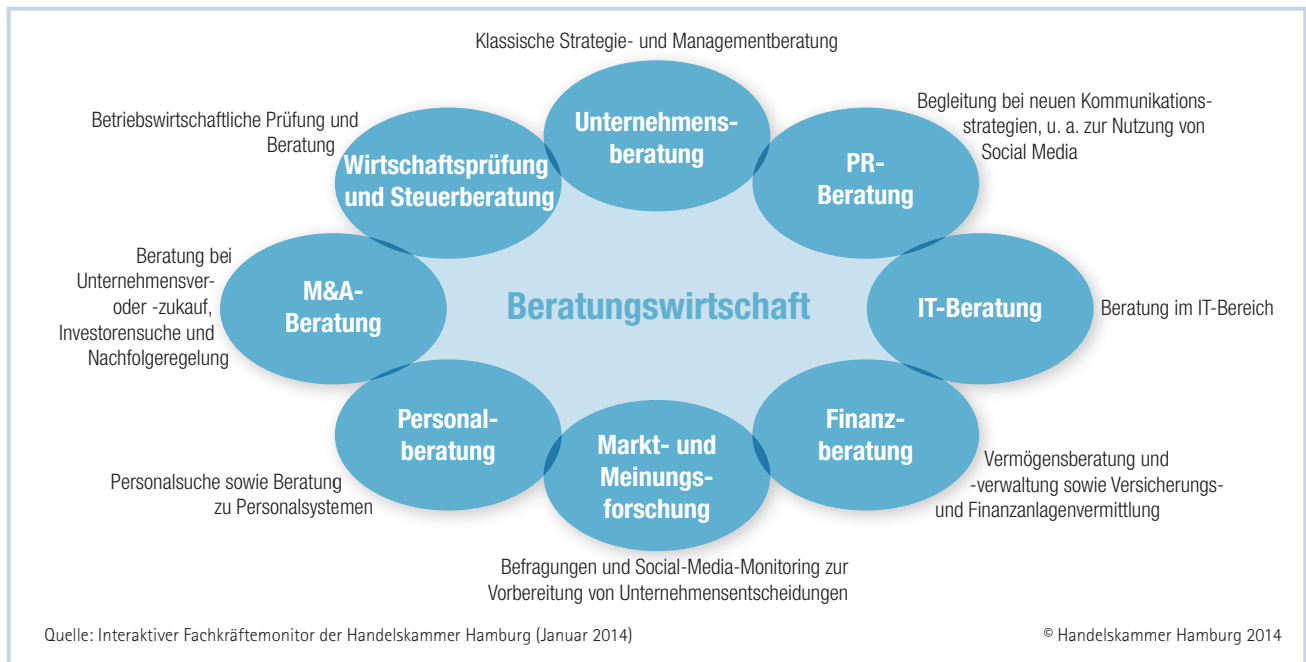 Klassische Strategie- und Managementberatung
Unternehmens-
beratung
Begleitung bei neuen Kommunikations-
strategien, u. a. zur Nutzung von
Social Media
PR-
Beratung
Beratung im IT-Bereich
IT-Beratung
Vermögensberatung und
-verwaltung sowie Versicherungs-
und Finanzanlagenvermittlung
Finanz-
beratung
Markt- und
Meinungs-
forschung
Befragungen und Social-Media-Monitoring zur
Vorbereitung von Unternehmensentscheidungen
Personal-
beratung
Personalsuche sowie Beratung
zu Personalsystemen
M&A-
Beratung
Beratung bei
Unternehmensver-
oder -zukauf,
Investorensuche und
Nachfolgeregelung
Wirtschaftsprüfung
und Steuerberatung
Betriebswirtschaftliche Prüfung und
Beratung
Beratungswirtschaft
Quelle: Interaktiver Fachkräftemonitor der Handelskammer Hamburg (Januar 2014)
© Handelskammer Hamburg 2014